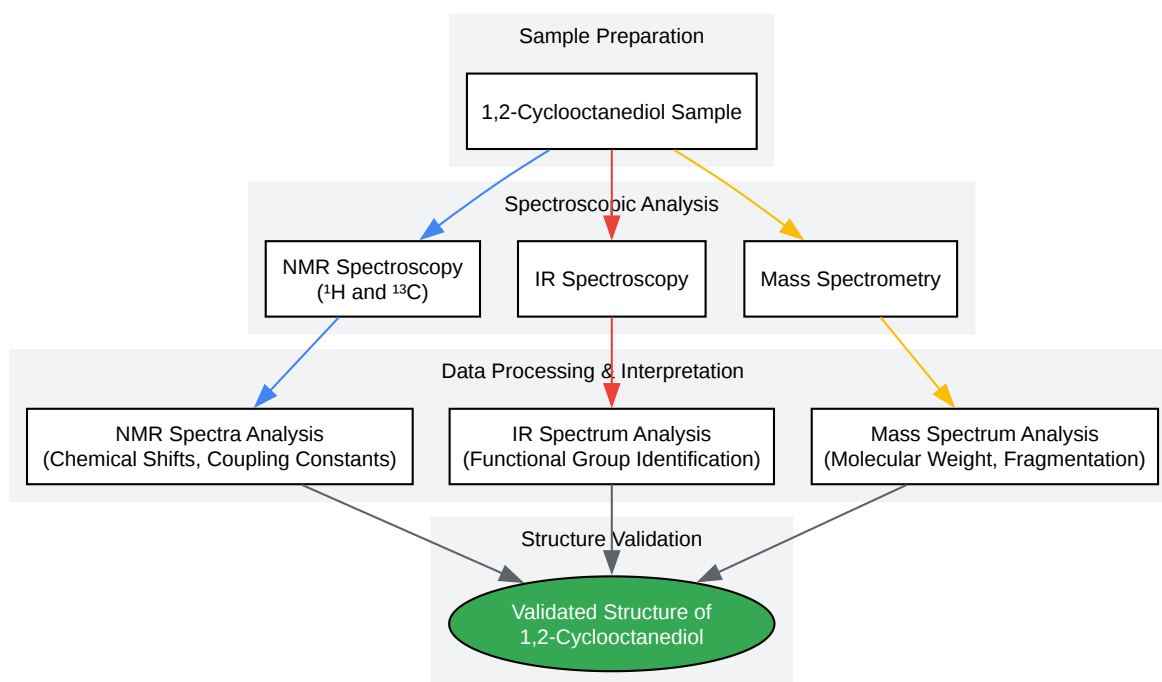 Sample Preparation
1,2-Cyclooctanediol Sample
Spectroscopic Analysis
NMR Spectroscopy
(¹H and ¹³C)
IR Spectroscopy
Mass Spectrometry
Data Processing & Interpretation
NMR Spectra Analysis
(Chemical Shifts, Coupling Constants)
IR Spectrum Analysis
(Functional Group Identification)
Mass Spectrum Analysis
(Molecular Weight, Fragmentation)
Structure Validation
Validated Structure of
1,2-Cyclooctanediol